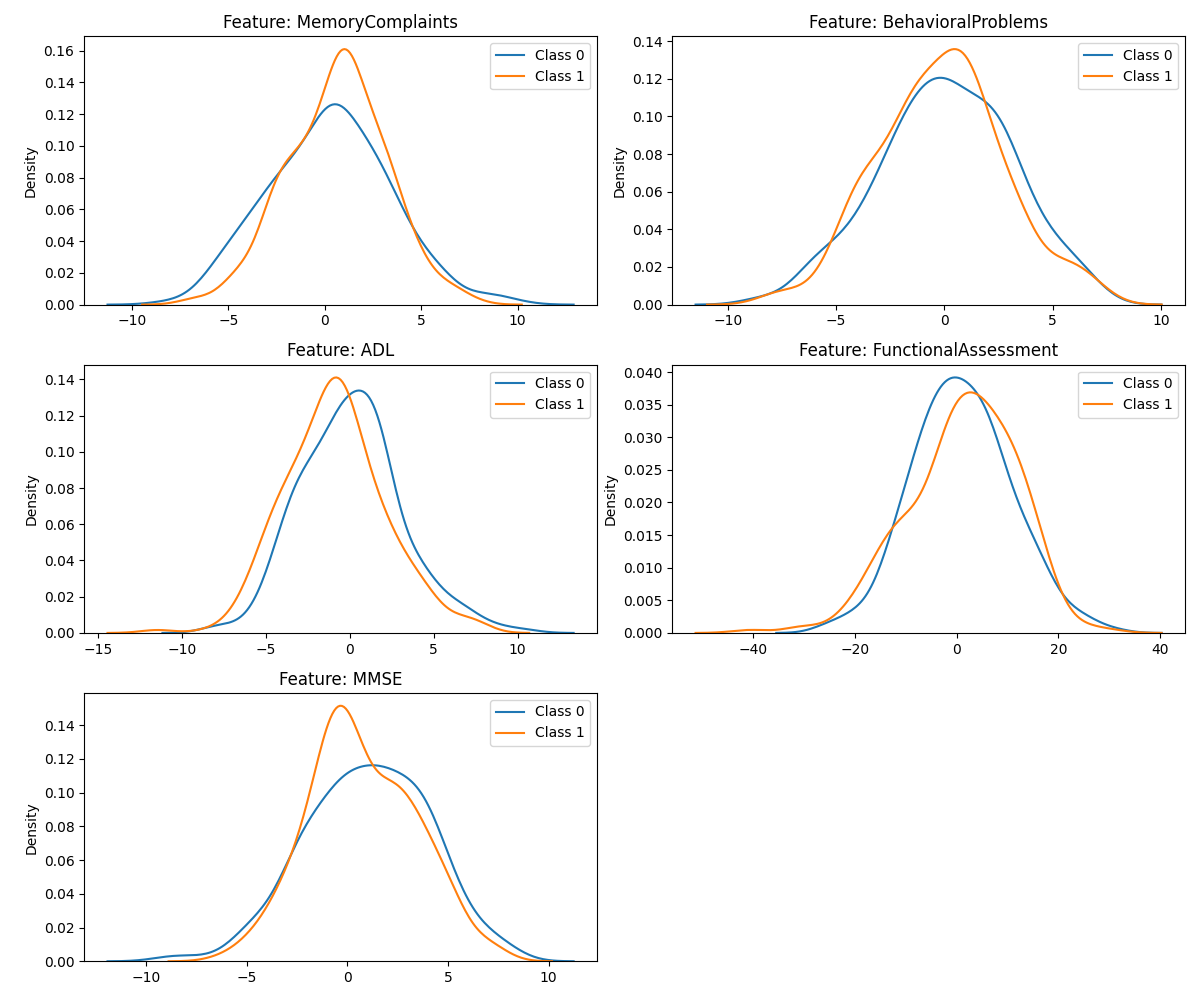 Feature: MemoryComplaints
Density
0.16
0.14
0.12
0.10
0.08
0.06
0.04
0.02
0.00
−10 −5 0 5 10
Class 0
Class 1
Feature: BehavioralProblems
Density
0.14
0.12
0.10
0.08
0.06
0.04
0.02
0.00
−10 −5 0 5 10
Class 0
Class 1
Feature: ADL
Density
0.14
0.12
0.10
0.08
0.06
0.04
0.02
0.00
−15 −10 −5 0 5 10
Class 0
Class 1
Feature: FunctionalAssessment
Density
0.040
0.035
0.030
0.025
0.020
0.015
0.010
0.005
0.000
−40 −20 0 20 40
Class 0
Class 1
Feature: MMSE
Density
0.14
0.12
0.10
0.08
0.06
0.04
0.02
0.00
−10 −5 0 5 10
Class 0
Class 1